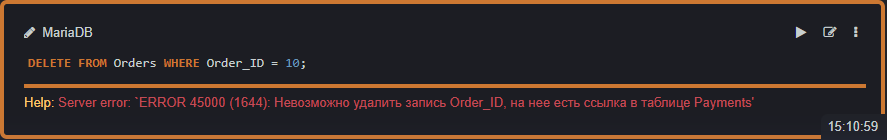 MariaDB
DELETE FROM Orders WHERE Order_ID = 10;
Help: Server error: `ERROR 45000 (1644): Невозможно удалить запись Order_ID, на нее есть ссылка в таблице Payments'
15:10:59